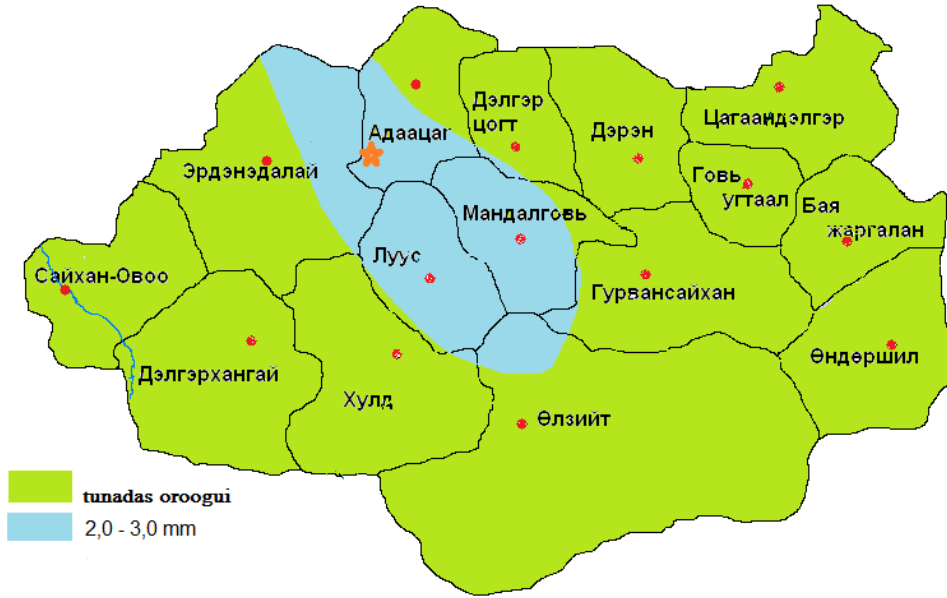 Дэлгэр
цогт
Адаацаг
Дэрэн
Цагаандэлгэр
Эрдэнэдалай
Говь
угтаал
Бая
жаргалан
Мандалговь
Луус
Сайхан-Овоо
Гурвансайхан
Өндөршил
Дэлгэрхангай
Хулд
Өлзийт
tunadas oroogui
2,0 - 3,0 mm